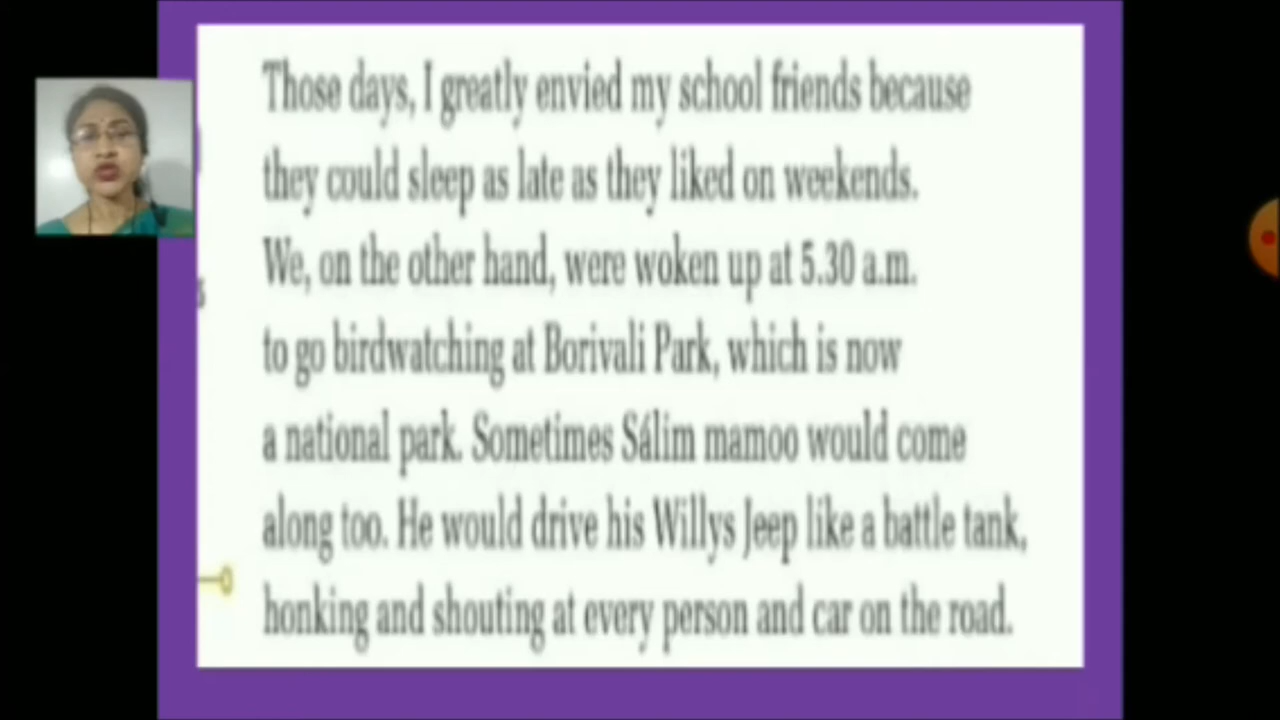 Those days, I greatly envied my school friends because
they could sleep as late as they liked on weekends.
We, on the other hand, were woken up at 5.30 a.m.
to go birdwatching at Borivali Park, which is now
a national park. Sometimes Sálim mamoo would come
along too. He would drive his Willys Jeep like a battle tank,
honking and shouting at every person and car on the road.